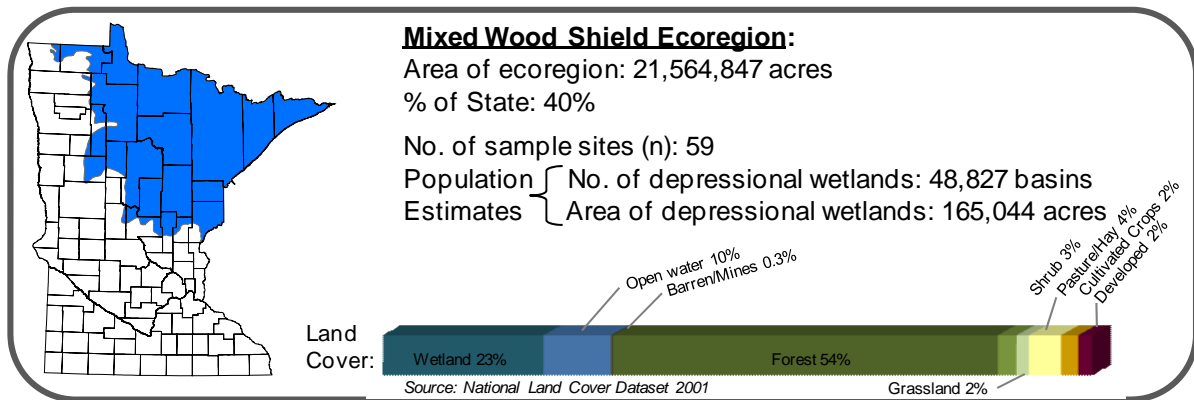 Mixed Wood Shield Ecoregion:
Area of ecoregion: 21,564,847 acres
% of State: 40%
No. of sample sites (n): 59
Population Estimates
No. of depressional wetlands: 48,827 basins
Area of depressional wetlands: 165,044 acres
Open water 10%
Barren/Mines 0.3%
Shrub 3%
Pasture/Hay 4%
Cultivated Crops 2%
Developed 2%
Land
Cover:
Wetland 23%
Forest 54%
Grassland 2%
Source: National Land Cover Dataset 2001